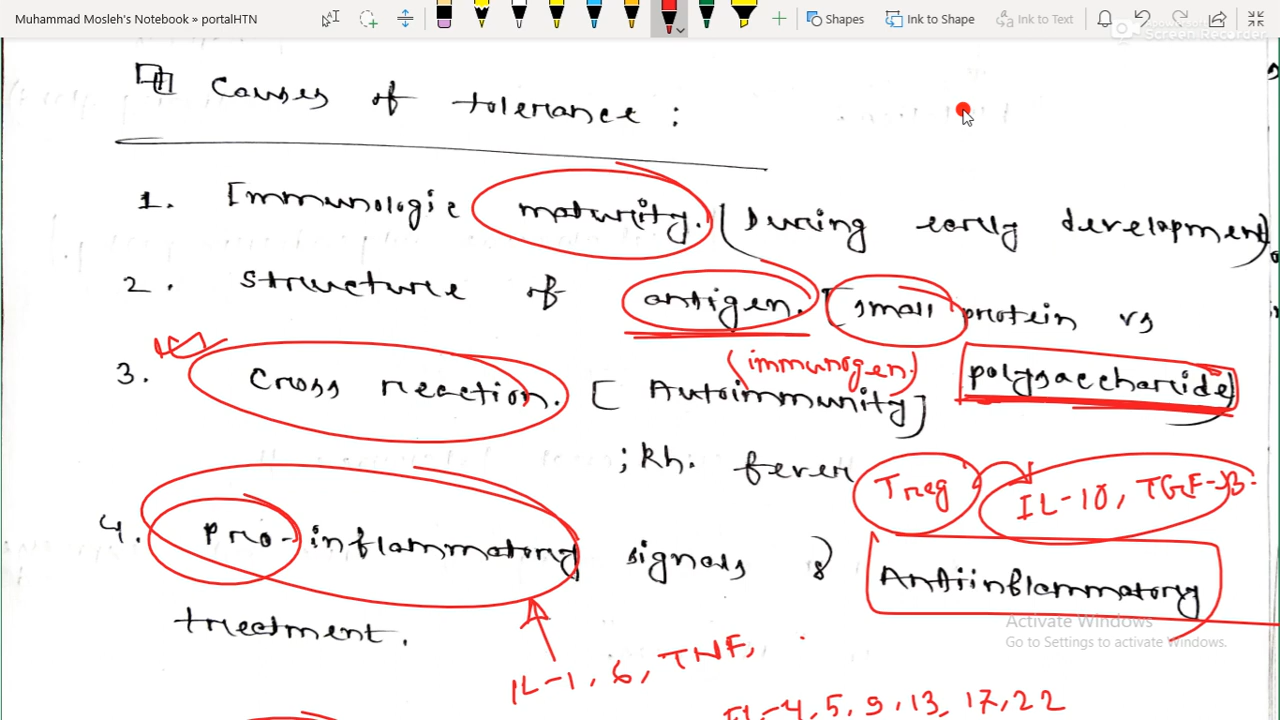 Muhammad Mosleh's Notebook » portalHTN
Shapes
Ink to Shape
Ink to Text
Screen Recorder
Causes of tolerance :
1. Immunologic maturity. (During early development)
2. Structure of antigen. [small protein vs
(immunogen)
polysaccharide]
3. Cross reaction. [Autoimmunity]
; Rh. fever
Treg
IL-10, TGF-β
4. Pro-inflammatory signals & Antiinflammatory
treatment.
Activate Windows
Go to Settings to activate Windows.
IL-1, 6, TNF,
IL-4, 5, 9, 13, 17, 22